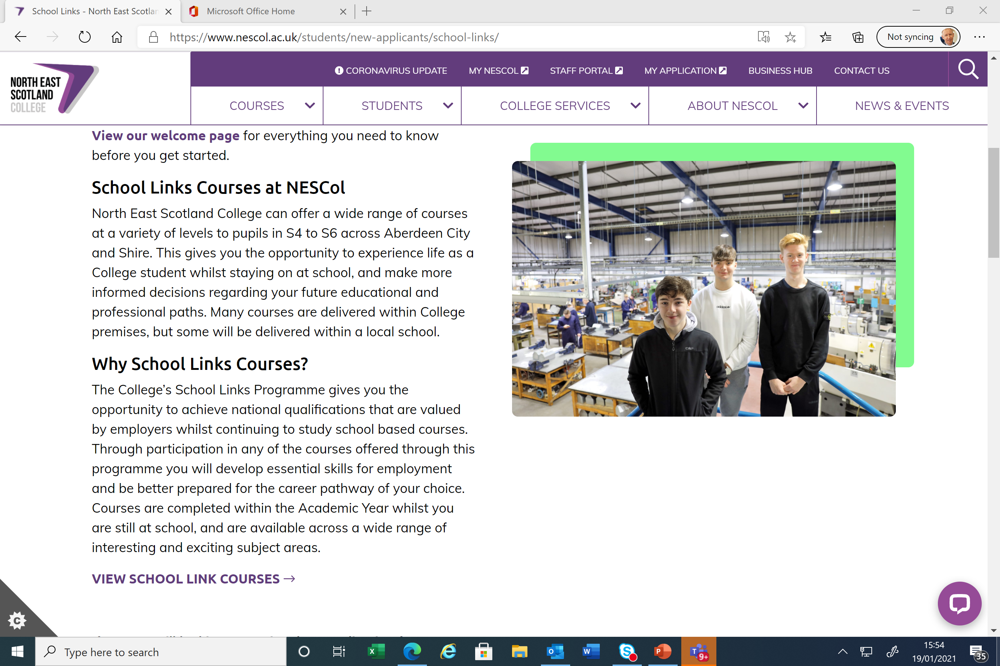 School Links - North East Scotlan
Microsoft Office Home
https://www.nescol.ac.uk/students/new-applicants/school-links/
Not syncing
NORTH EAST
SCOTLAND
COLLEGE
CORONAVIRUS UPDATE
MY NESCOL
STAFF PORTAL
MY APPLICATION
BUSINESS HUB
CONTACT US
COURSES
STUDENTS
COLLEGE SERVICES
ABOUT NESCOL
NEWS & EVENTS
View our welcome page for everything you need to know
before you get started.
School Links Courses at NESCol
North East Scotland College can offer a wide range of courses
at a variety of levels to pupils in S4 to S6 across Aberdeen City
and Shire. This gives you the opportunity to experience life as a
College student whilst staying on at school, and make more
informed decisions regarding your future educational and
professional paths. Many courses are delivered within College
premises, but some will be delivered within a local school.
adidas
CMP
Why School Links Courses?
The College’s School Links Programme gives you the
opportunity to achieve national qualifications that are valued
by employers whilst continuing to study school based courses.
Through participation in any of the courses offered through this
programme you will develop essential skills for employment
and be better prepared for the career pathway of your choice.
Courses are completed within the Academic Year whilst you
are still at school, and are available across a wide range of
interesting and exciting subject areas.
VIEW SCHOOL LINK COURSES →
C
Type here to search
X
O
W
S
P
T
9+
15:54
19/01/2021
35